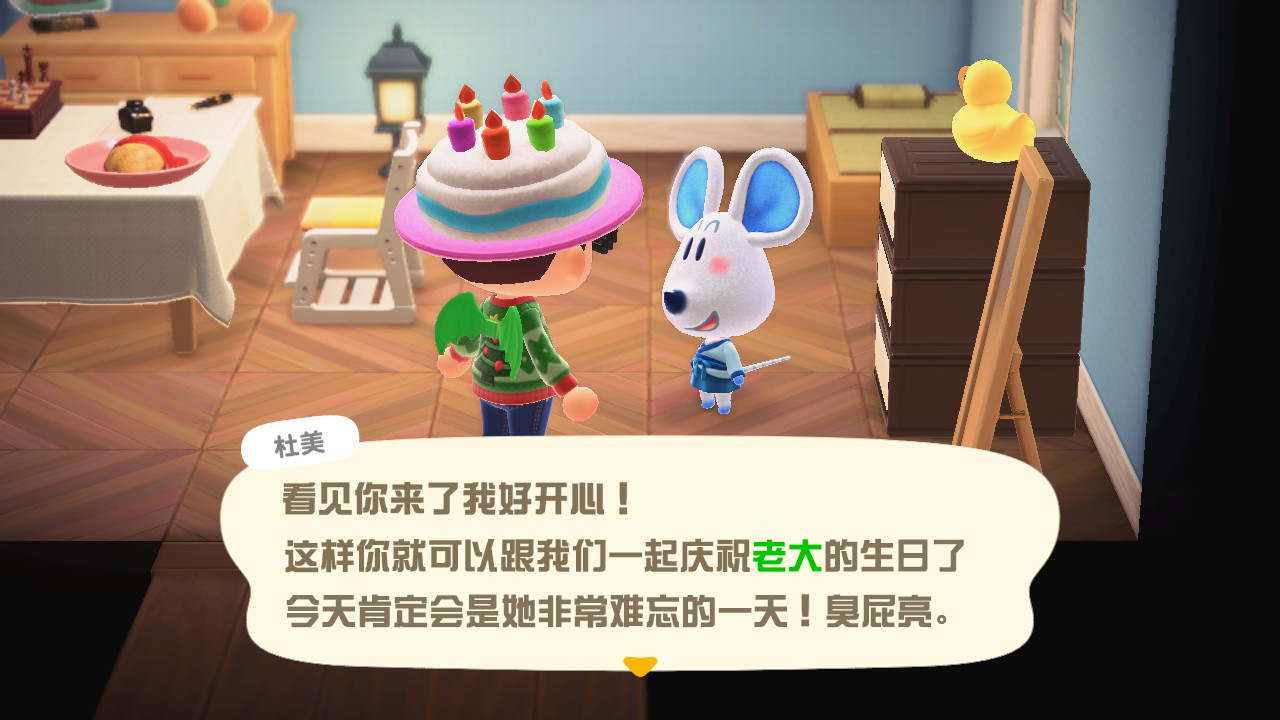 杜美
看见你来了我好开心！
这样你就可以跟我们一起庆祝老大的生日了
今天肯定会是她非常难忘的一天！臭屁亮。